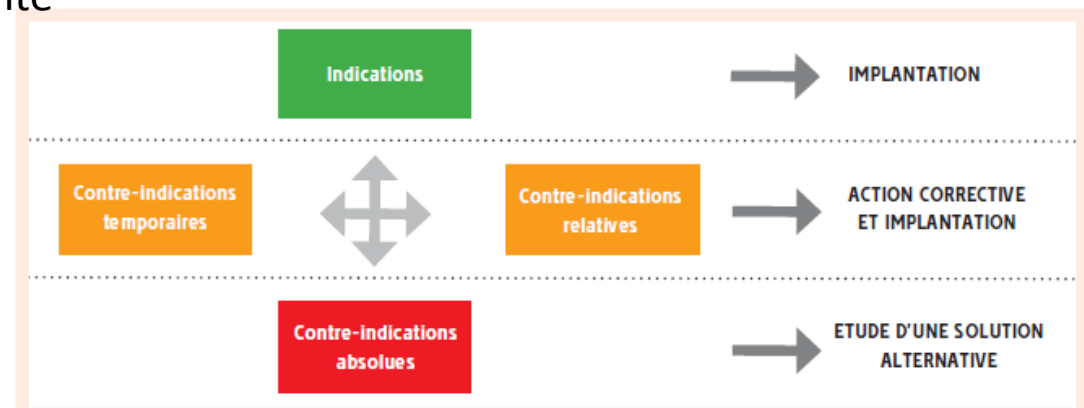 ité
Indications
IMPLANTATION
Contre-indications
temporaires
Contre-indications
relatives
ACTION CORRECTIVE
ET IMPLANTATION
Contre-indications
absolues
ETUDE D'UNE SOLUTION
ALTERNATIVE